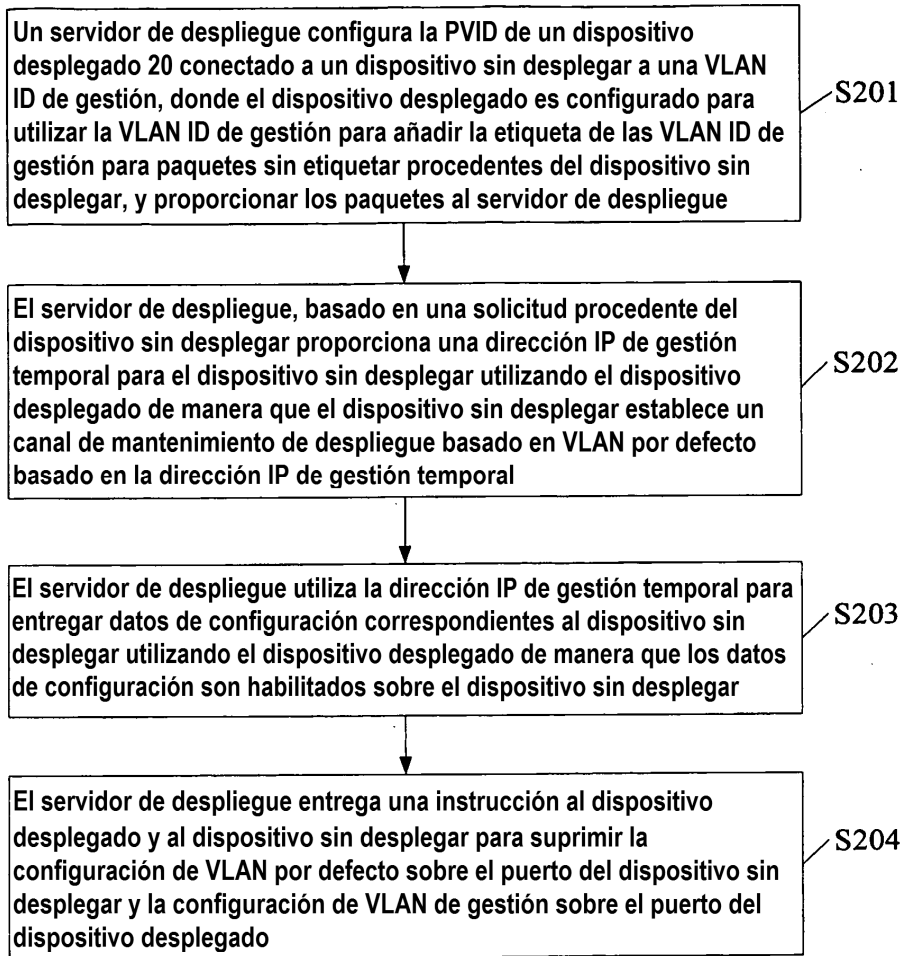 Un servidor de despliegue configura la PVID de un dispositivo
desplegado 20 conectado a un dispositivo sin desplegar a una VLAN
ID de gestión, donde el dispositivo desplegado es configurado para
utilizar la VLAN ID de gestión para añadir la etiqueta de las VLAN ID de
gestión para paquetes sin etiquetar procedentes del dispositivo sin
desplegar, y proporcionar los paquetes al servidor de despliegue
S201
El servidor de despliegue, basado en una solicitud procedente del
dispositivo sin desplegar proporciona una dirección IP de gestión
temporal para el dispositivo sin desplegar utilizando el dispositivo
desplegado de manera que el dispositivo sin desplegar establece un
canal de mantenimiento de despliegue basado en VLAN por defecto
basado en la dirección IP de gestión temporal
S202
El servidor de despliegue utiliza la dirección IP de gestión temporal para
entregar datos de configuración correspondientes al dispositivo sin
desplegar utilizando el dispositivo desplegado de manera que los datos
de configuración son habilitados sobre el dispositivo sin desplegar
S203
El servidor de despliegue entrega una instrucción al dispositivo
desplegado y al dispositivo sin desplegar para suprimir la
configuración de VLAN por defecto sobre el puerto del dispositivo sin
desplegar y la configuración de VLAN de gestión sobre el puerto del
dispositivo desplegado
S204